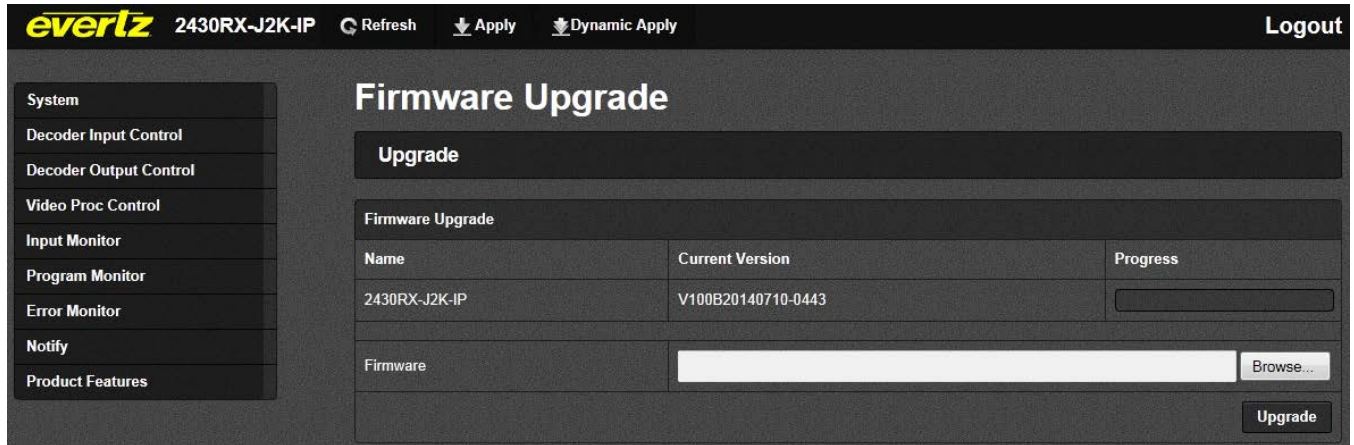 evertz 2430RX-J2K-IP Refresh Apply Dynamic Apply Logout
System
Decoder Input Control
Decoder Output Control
Video Proc Control
Input Monitor
Program Monitor
Error Monitor
Notify
Product Features
Firmware Upgrade
Upgrade
Firmware Upgrade
Name Current Version Progress
2430RX-J2K-IP V100B20140710-0443
Firmware Browse...
Upgrade